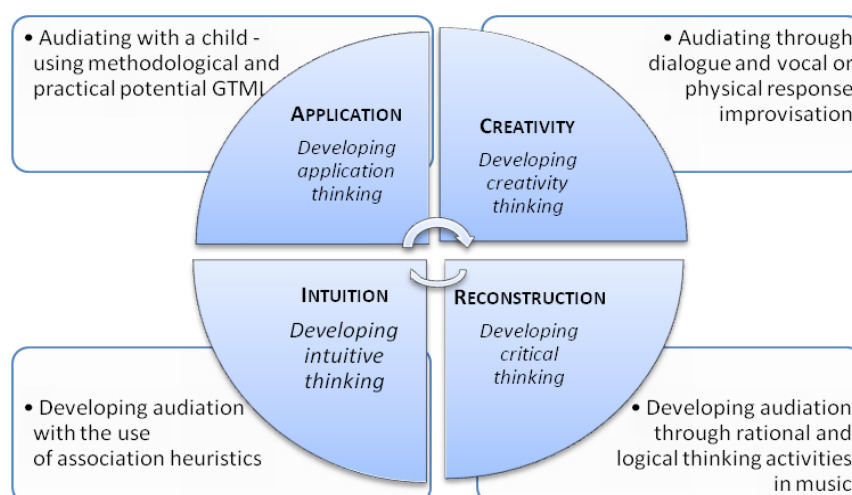 • Audiating with a child -
using methodological and
practical potential GTML
APPLICATION
Developing
application
thinking
CREATIVITY
Developing
creativity
thinking
• Audiating through
dialogue and vocal or
physical response
improvisation
INTUITION
Developing
intuitive
thinking
RECONSTRUCTION
Developing
critical
thinking
• Developing audiation
with the use
of association heuristics
• Developing audiation
through rational and
logical thinking activities
in music